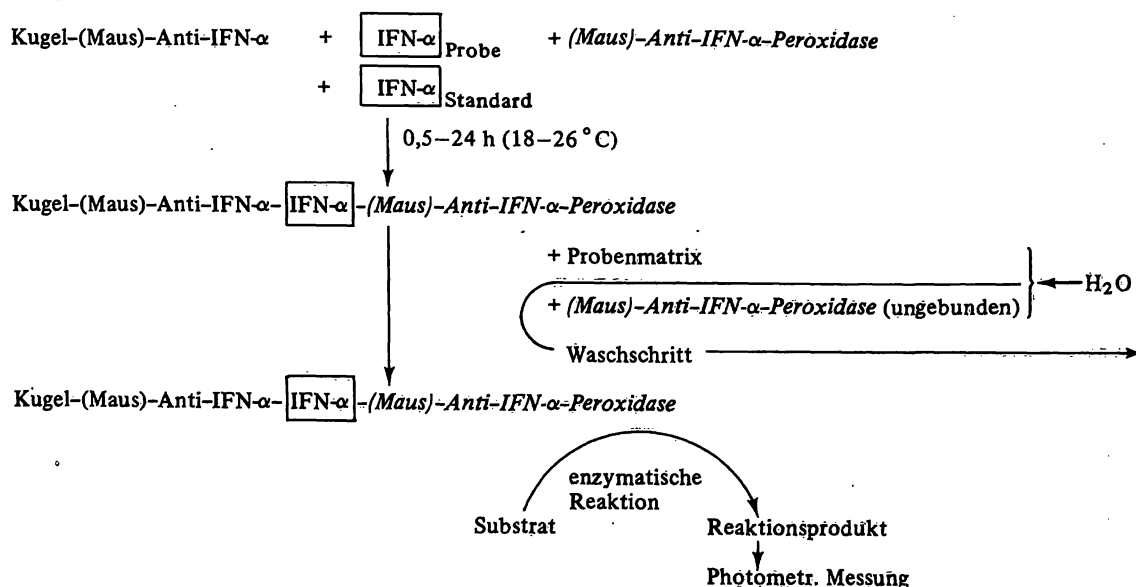 Kugel–(Maus)–Anti–IFN-α + IFN-α Probe + (Maus)–Anti–IFN-α–Peroxidase
+ IFN-α Standard
0,5–24 h (18–26 °C)
Kugel–(Maus)–Anti–IFN-α– IFN-α –(Maus)–Anti–IFN-α–Peroxidase
+ Probenmatrix
H₂O
+ (Maus)–Anti–IFN-α–Peroxidase (ungebunden)
Waschschritt
Kugel–(Maus)–Anti–IFN-α– IFN-α –(Maus)–Anti–IFN-α–Peroxidase
enzymatische
Reaktion
Substrat Reaktionsprodukt
Photometr. Messung